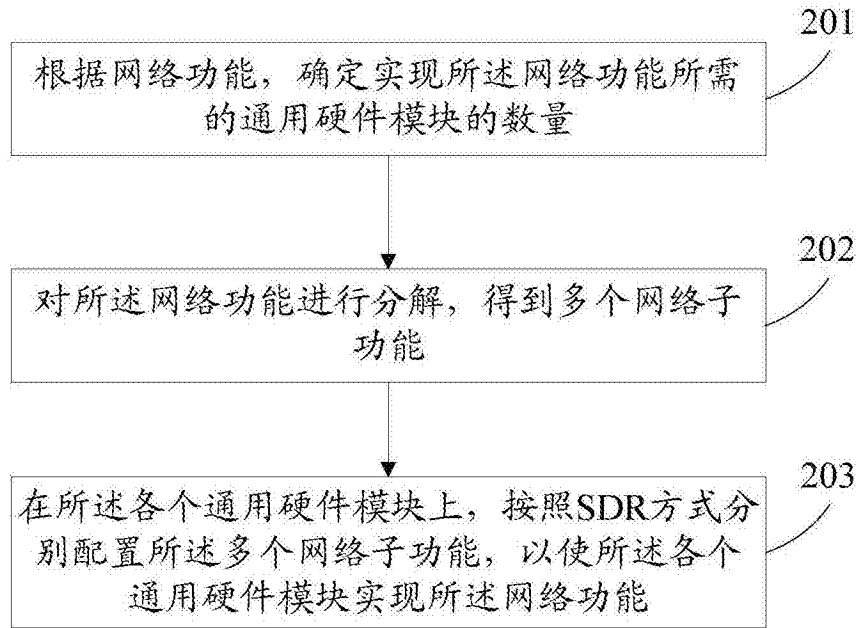 201
根据网络功能，确定实现所述网络功能所需
的通用硬件模块的数量
202
对所述网络功能进行分解，得到多个网络子
功能
203
在所述各个通用硬件模块上，按照SDR方式分
别配置所述多个网络子功能，以使所述各个
通用硬件模块实现所述网络功能